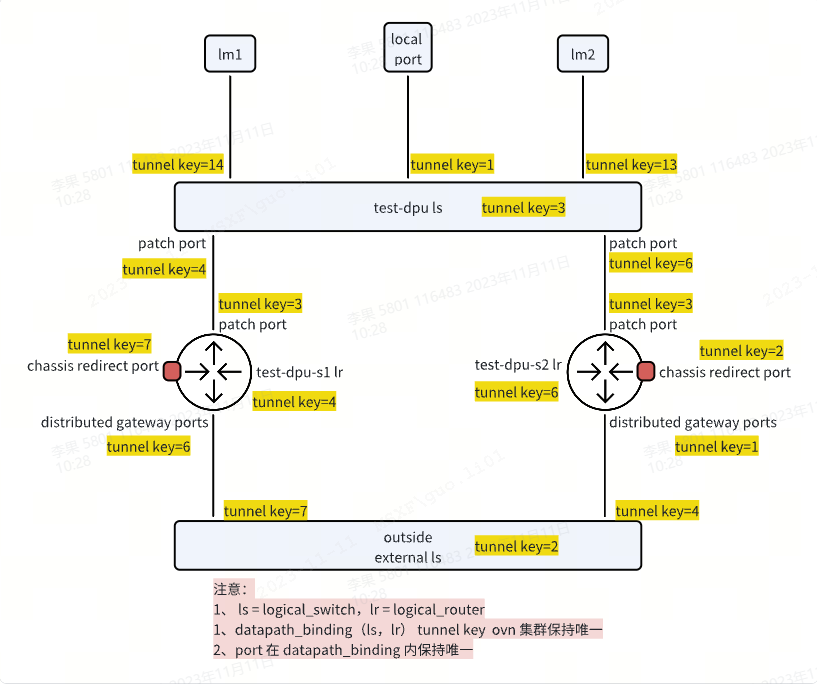 lm1
local
port
lm2
tunnel key=14
tunnel key=1
tunnel key=13
test-dpu ls
tunnel key=3
patch port
tunnel key=4
patch port
tunnel key=6
tunnel key=3
patch port
tunnel key=3
patch port
tunnel key=7
chassis redirect port
test-dpu-s1 lr
tunnel key=4
test-dpu-s2 lr
tunnel key=6
tunnel key=2
chassis redirect port
distributed gateway ports
tunnel key=6
distributed gateway ports
tunnel key=1
tunnel key=7
tunnel key=4
outside
external ls
tunnel key=2
注意：
1、 ls = logical_switch，lr = logical_router
1、datapath_binding（ls，lr） tunnel key ovn 集群保持唯一
2、port 在 datapath_binding 内保持唯一
李果 5801 116483 2023年11月11日
10:28